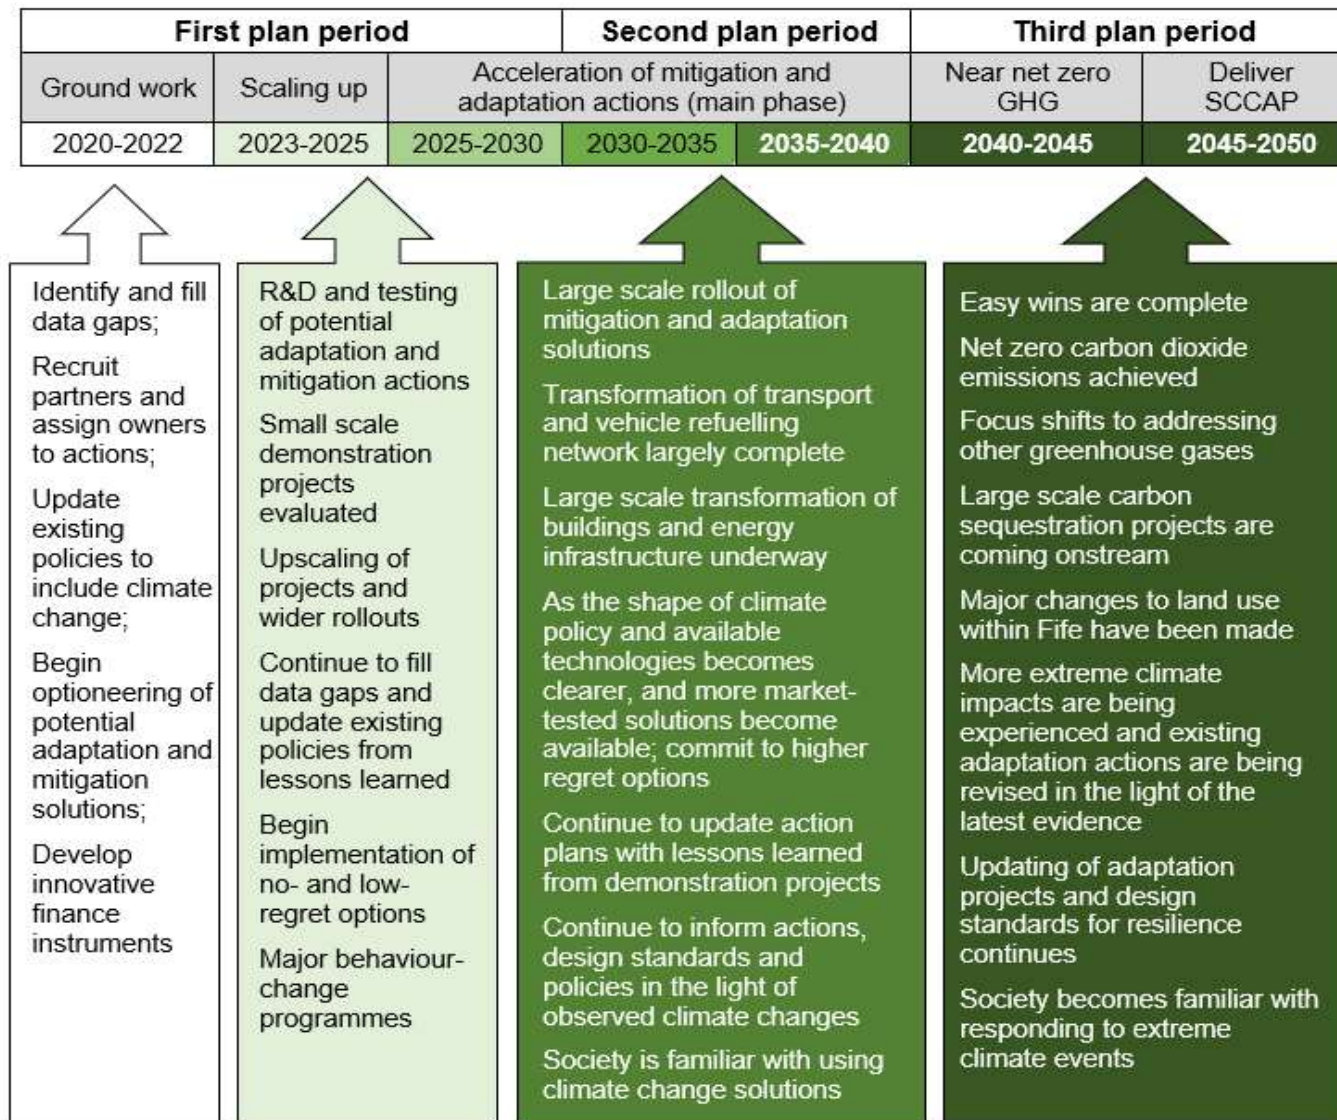 First plan period
Second plan period
Third plan period
Ground work
Scaling up
Acceleration of mitigation and
adaptation actions (main phase)
Near net zero
GHG
Deliver
SCCAP
2020-2022
2023-2025
2025-2030
2030-2035
2035-2040
2040-2045
2045-2050
Identify and fill
data gaps;
Recruit
partners and
assign owners
to actions;
Update
existing
policies to
include climate
change;
Begin
optioneering of
potential
adaptation and
mitigation
solutions;
Develop
innovative
finance
instruments
R&D and testing
of potential
adaptation and
mitigation actions
Small scale
demonstration
projects
evaluated
Upscaling of
projects and
wider rollouts
Continue to fill
data gaps and
update existing
policies from
lessons learned
Begin
implementation of
no- and low-
regret options
Major behaviour-
change
programmes
Large scale rollout of
mitigation and adaptation
solutions
Transformation of transport
and vehicle refuelling
network largely complete
Large scale transformation of
buildings and energy
infrastructure underway
As the shape of climate
policy and available
technologies becomes
clearer, and more market-
tested solutions become
available; commit to higher
regret options
Continue to update action
plans with lessons learned
from demonstration projects
Continue to inform actions,
design standards and
policies in the light of
observed climate changes
Society is familiar with using
climate change solutions
Easy wins are complete
Net zero carbon dioxide
emissions achieved
Focus shifts to addressing
other greenhouse gases
Large scale carbon
sequestration projects are
coming onstream
Major changes to land use
within Fife have been made
More extreme climate
impacts are being
experienced and existing
adaptation actions are being
revised in the light of the
latest evidence
Updating of adaptation
projects and design
standards for resilience
continues
Society becomes familiar with
responding to extreme
climate events